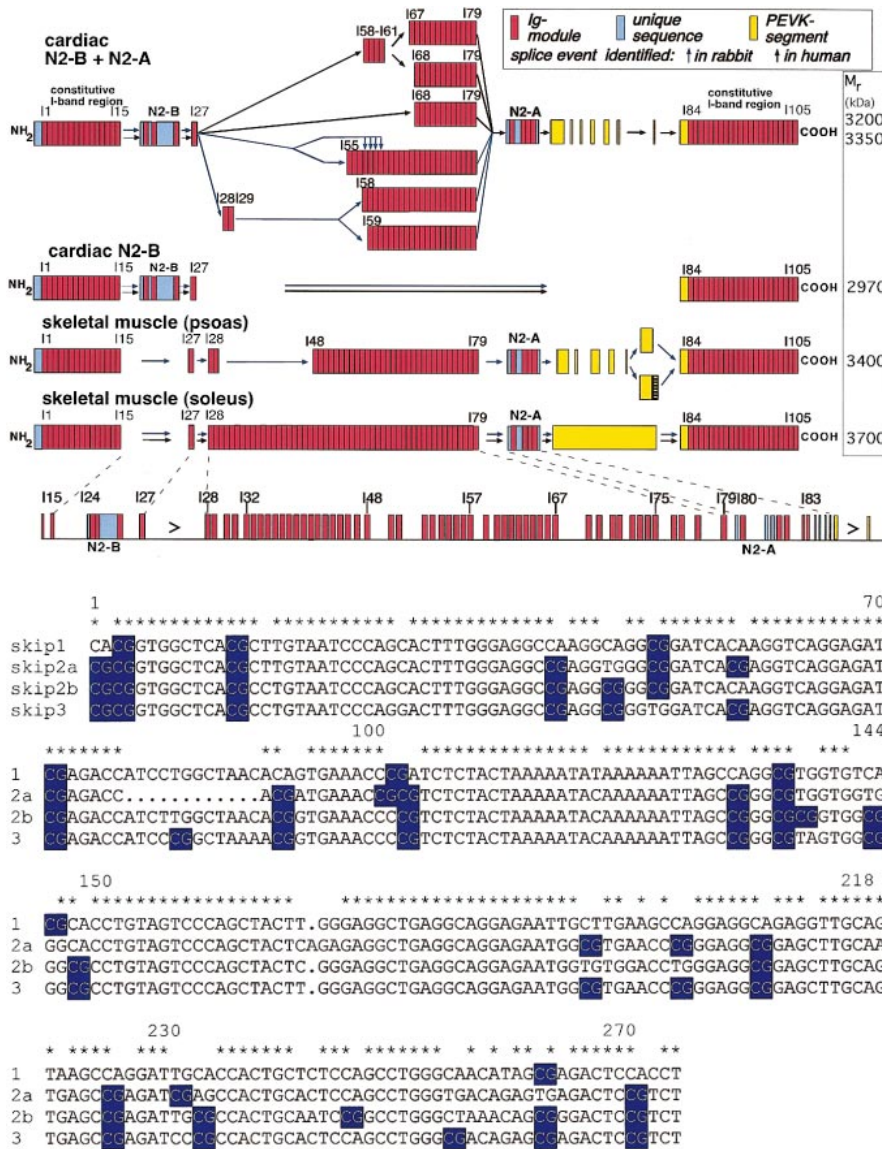 cardiac
N2-B + N2-A
Ig-module
unique sequence
PEVK-segment
splice event identified: in rabbit in human
I58-I61
I67 I79
I68 I79
I68 I79
constitutive I-band region
I1 I15 N2-B I27
NH2
I55
I58
I28 I29
I59
N2-A
constitutive I-band region
I84 I105
COOH
Mr
(kDa)
3200
3350
cardiac N2-B
I1 I15 N2-B I27 I84 I105
NH2 COOH 2970
skeletal muscle (psoas)
I1 I15 I27 I28 I48 I79 N2-A I84 I105
NH2 COOH 3400
skeletal muscle (soleus)
I1 I15 I27 I28 I79 N2-A I84 I105
NH2 COOH 3700
I15 I24 I27 > I28 I32 I48 I57 I67 I75 I79 I80 I83 >
N2-B N2-A
1 70
skip1 CACGGTGGCTCACGCTTGTAATCCCAGCACTTTGGGAGGCCAAGGCAGGCGGATCACAAGGTCAGGAGAT
skip2a CGCGGTGGCTCACGCTTGTAATCCCAGCACTTTGGGAGGCCGAGGTGGGCGGATCACGAGGTCAGGAGAT
skip2b CGCGGTGGCTCACGCCTGTAATCCCAGCACTTTGGGAGGCCGAGGCGGGCGGATCACAAGGTCAGGAGAT
skip3 CGCGGTGGCTCACGCCTGTAATCCCAGGACTTTGGGAGGCCGAGGCGGGTGGATCACGAGGTCAGGAGAT
100 144
1 CGAGACCATCCTGGCTAACACAGTGAAACCCCGATCTCTACTAAAAATATAAAAAATTAGCCAGGCGTGGTGTCA
2a CGAGACC............ACGATGAAACCCGCGTCTCTACTAAAAATACAAAAAATTAGCCGGGCGTGGTGGTG
2b CGAGACCATCTTGGCTAACACGGTGAAACCCCGTCTCTACTAAAAATACAAAAAATTAGCCGGGCGCGGTGGCG
3 CGAGACCATCCCGGCTAAAACGGTGAAACCCCGTCTCTACTAAAAATACAAAAAATTAGCCGGGCGTAGTGGCG
150 218
1 CGCACCTGTAGTCCCAGCTACTT.GGGAGGCTGAGGCAGGAGAATTGCTTGAAGCCAGGAGGCAGAGGTTGCAG
2a GGCACCTGTAGTCCCAGCTACTCAGAGAGGCTGAGGCAGGAGAATGGCGTGAACCCGGGAGGCGGAGCTTGCAA
2b GGCGCCTGTAGTCCCAGCTACTC.GGGAGGCTGAGGCAGGAGAATGGTGTGGACCTGGGAGGCGGAGCTTGCAG
3 GGCGCCTGTAGTCCCAGCTACTT.GGGAGGCTGAGGCAGGAGAATGGCGTGAACCCGGGAGGCGGAGCTTGCAG
230 270
1 TAAGCCAGGATTGCACCACTGCTCTCCAGCCTGGGCAACATAGCGAGACTCCACCT
2a TGAGCCGAGATCGAGCCACTGCACTCCAGCCTGGGTGACAGAGTGAGACTCCGTCT
2b TGAGCCGAGATTGCGCCACTGCAATCCGGCCTGGGCTAAACAGCGGGACTCCGTCT
3 TGAGCCGAGATCCCGCCACTGCACTCCAGCCTGGGCGACAGAGCGAGACTCCGTCT